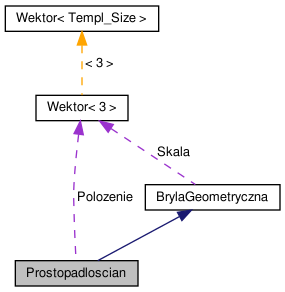 Wektor< Templ_Size >
< 3 >
Wektor< 3 >
Skala
Polozenie
BrylaGeometryczna
Prostopadloscian